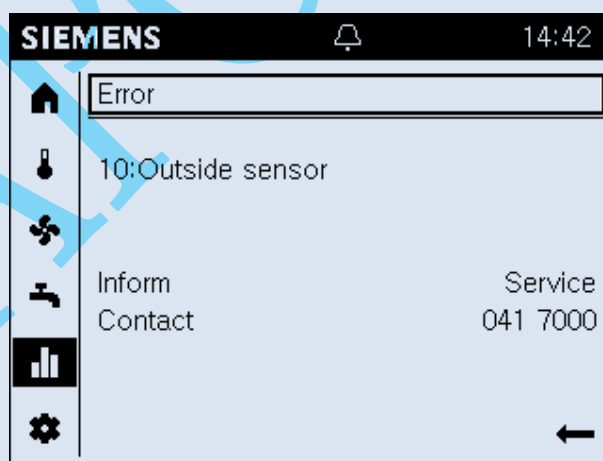 SIEMENS 14:42
Error
10:Outside sensor
Inform Service
Contact 041 7000